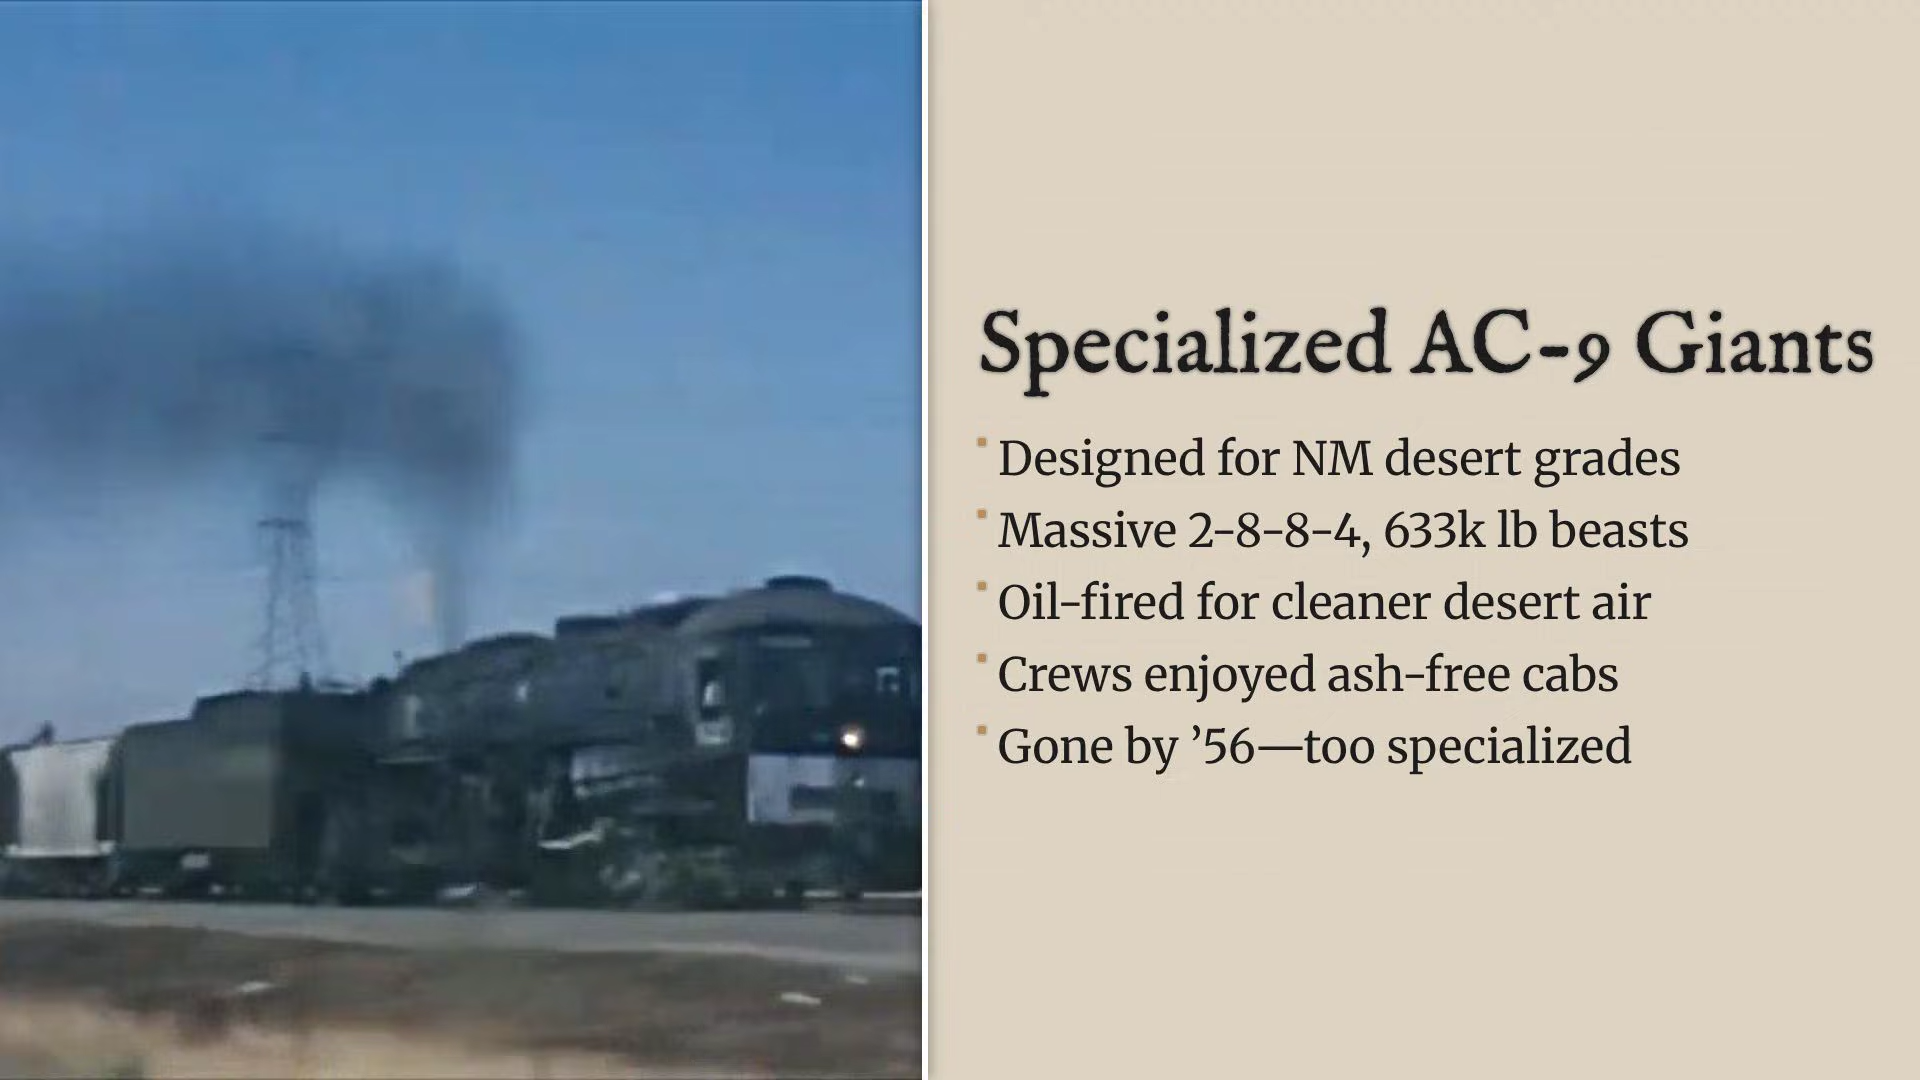 Specialized AC-9 Giants
Designed for NM desert grades
Massive 2-8-8-4, 633k lb beasts
Oil-fired for cleaner desert air
Crews enjoyed ash-free cabs
Gone by ’56—too specialized